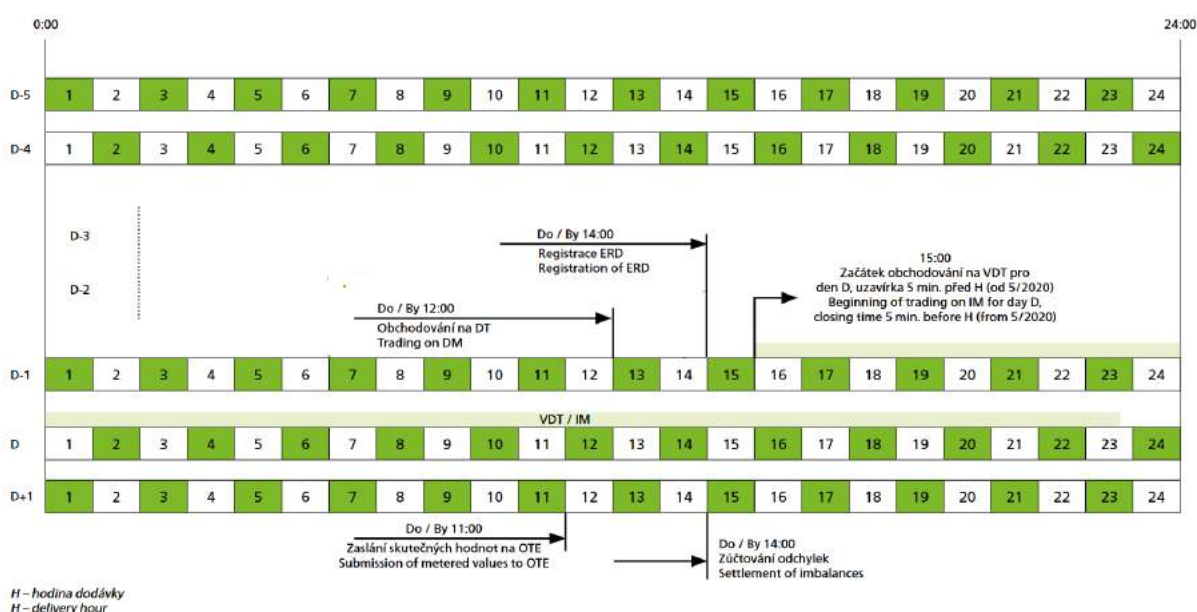 0:00
24:00
D-5 1 2 3 4 5 6 7 8 9 10 11 12 13 14 15 16 17 18 19 20 21 22 23 24
D-4 1 2 3 4 5 6 7 8 9 10 11 12 13 14 15 16 17 18 19 20 21 22 23 24
D-3
Do / By 14:00
Registrace ERD
Registration of ERD
15:00
Začátek obchodování na VDT pro
den D, uzavírka 5 min. před H (od 5/2020)
Beginning of trading on IM for day D,
closing time 5 min. before H (from 5/2020)
D-2
Do / By 12:00
Obchodování na DT
Trading on DM
D-1 1 2 3 4 5 6 7 8 9 10 11 12 13 14 15 16 17 18 19 20 21 22 23 24
VDT / IM
D 1 2 3 4 5 6 7 8 9 10 11 12 13 14 15 16 17 18 19 20 21 22 23 24
D+1 1 2 3 4 5 6 7 8 9 10 11 12 13 14 15 16 17 18 19 20 21 22 23 24
Do / By 11:00
Zaslání skutečných hodnot na OTE
Submission of metered values to OTE
Do / By 14:00
Zúčtování odchylek
Settlement of imbalances
H – hodina dodávky
H – delivery hour